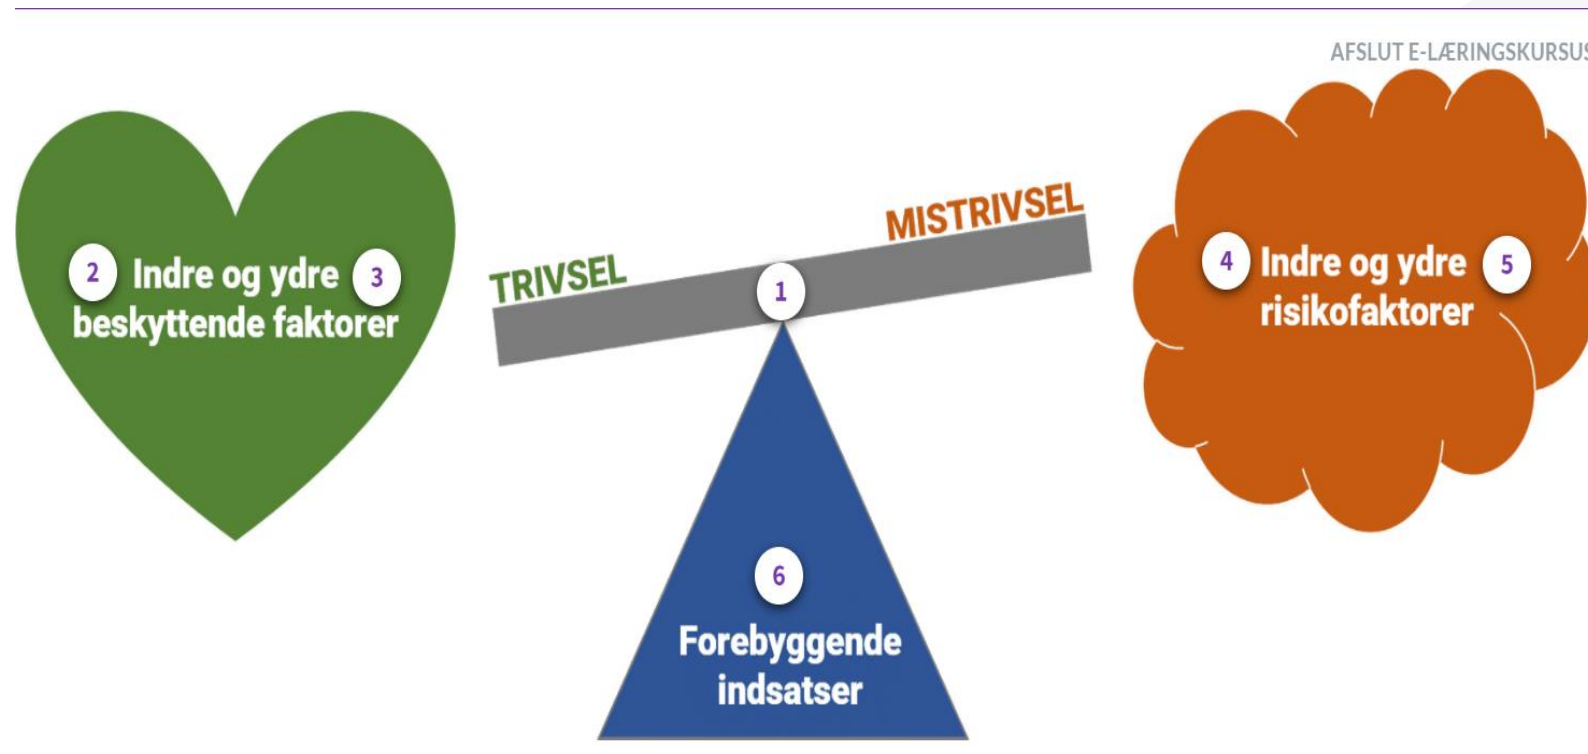 AFSLUT E-LÆRINGSKURSUS
2 Indre og ydre 3
beskyttende faktorer
TRIVSEL
MISTRIVSEL
1
4 Indre og ydre 5
risikofaktorer
6
Forebyggende
indsatser